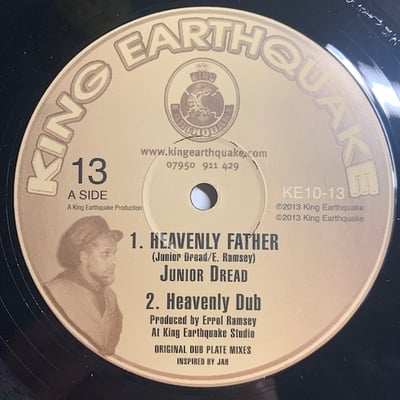 KING EARTHQUAKE
KING
EARTHQUAKE
www.kingearthquake.com
07950 911 429
13
A SIDE
A King Earthquake Production
KE10-13
℗2013 King Earthquake
©2013 King Earthquake
1. HEAVENLY FATHER
(Junior Dread/E. Ramsey)
JUNIOR DREAD
2. Heavenly Dub
Produced by Errol Ramsey
At King Earthquake Studio
ORIGINAL DUB PLATE MIXES
INSPIRED BY JAH